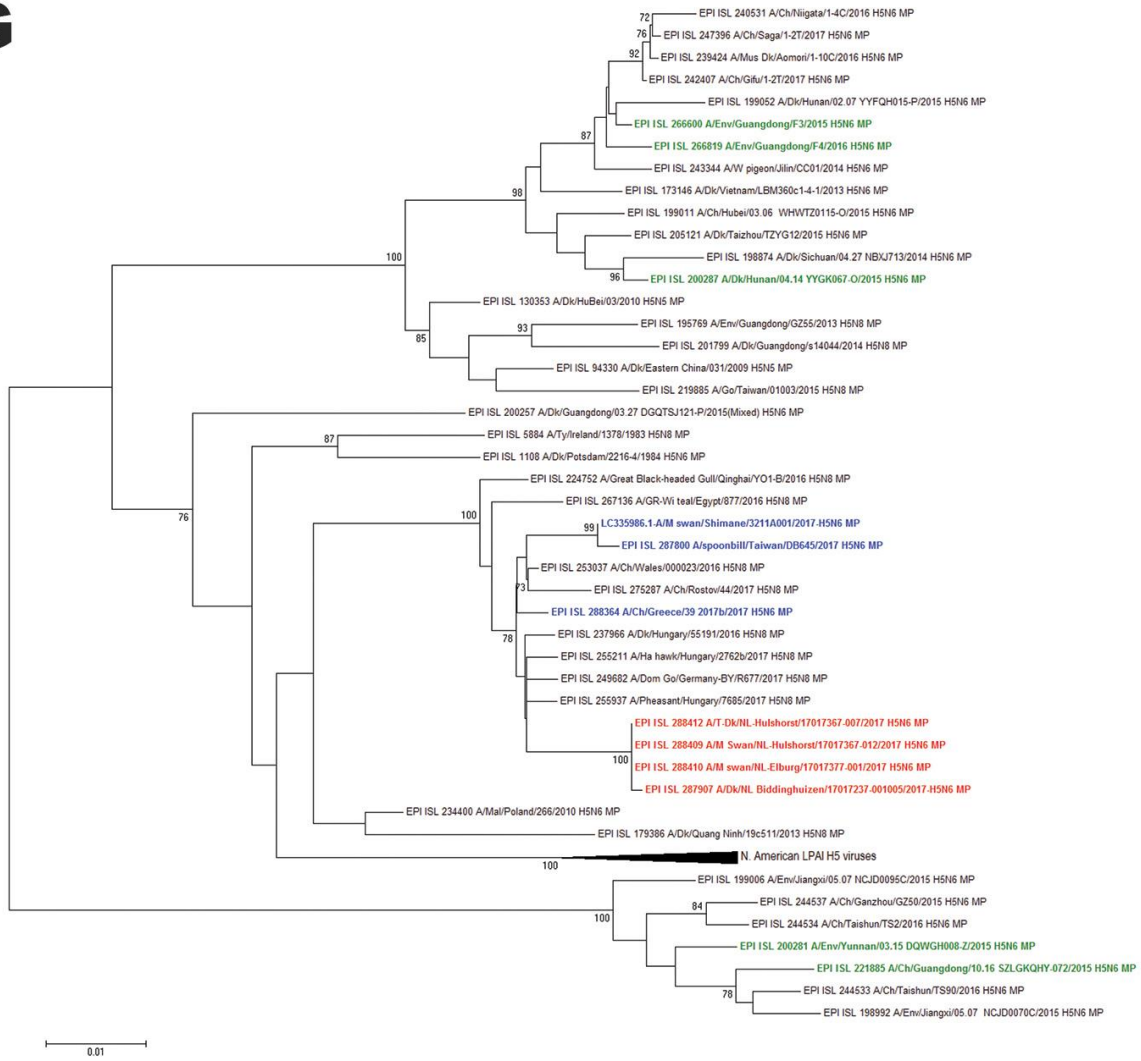 G
EPI ISL 240531 A/Ch/Niigata/1-4C/2016 H5N6 MP
72
76
EPI ISL 247396 A/Ch/Saga/1-2T/2017 H5N6 MP
92
EPI ISL 239424 A/Mus Dk/Aomori/1-10C/2016 H5N6 MP
EPI ISL 242407 A/Ch/Gifu/1-2T/2017 H5N6 MP
EPI ISL 199052 A/Dk/Hunan/02.07 YYFQH015-P/2015 H5N6 MP
EPI ISL 266600 A/Env/Guangdong/F3/2015 H5N6 MP
87
EPI ISL 266819 A/Env/Guangdong/F4/2016 H5N6 MP
EPI ISL 243344 A/W pigeon/Jilin/CC01/2014 H5N6 MP
98
EPI ISL 173146 A/Dk/Vietnam/LBM360c1-4-1/2013 H5N6 MP
EPI ISL 199011 A/Ch/Hubei/03.06 WHWTZ0115-O/2015 H5N6 MP
EPI ISL 205121 A/Dk/Taizhou/TZYG12/2015 H5N6 MP
100
EPI ISL 198874 A/Dk/Sichuan/04.27 NBXJ713/2014 H5N6 MP
96
EPI ISL 200287 A/Dk/Hunan/04.14 YYGK067-O/2015 H5N6 MP
EPI ISL 130353 A/Dk/HuBei/03/2010 H5N5 MP
93
EPI ISL 195769 A/Env/Guangdong/GZ55/2013 H5N8 MP
85
EPI ISL 201799 A/Dk/Guangdong/s14044/2014 H5N8 MP
EPI ISL 94330 A/Dk/Eastern China/031/2009 H5N5 MP
EPI ISL 219885 A/Go/Taiwan/01003/2015 H5N8 MP
EPI ISL 200257 A/Dk/Guangdong/03.27 DGQTSJ121-P/2015(Mixed) H5N6 MP
87
EPI ISL 5884 A/Ty/Ireland/1378/1983 H5N8 MP
EPI ISL 1108 A/Dk/Potsdam/2216-4/1984 H5N6 MP
EPI ISL 224752 A/Great Black-headed Gull/Qinghai/YO1-B/2016 H5N8 MP
76
100
EPI ISL 267136 A/GR-Wi teal/Egypt/877/2016 H5N8 MP
99
LC335986.1-A/M swan/Shimane/3211A001/2017-H5N6 MP
EPI ISL 287800 A/spoonbill/Taiwan/DB645/2017 H5N6 MP
EPI ISL 253037 A/Ch/Wales/000023/2016 H5N8 MP
73
EPI ISL 275287 A/Ch/Rostov/44/2017 H5N8 MP
EPI ISL 288364 A/Ch/Greece/39 2017b/2017 H5N6 MP
78
EPI ISL 237966 A/Dk/Hungary/55191/2016 H5N8 MP
EPI ISL 255211 A/Ha hawk/Hungary/2762b/2017 H5N8 MP
EPI ISL 249682 A/Dom Go/Germany-BY/R677/2017 H5N8 MP
EPI ISL 255937 A/Pheasant/Hungary/7685/2017 H5N8 MP
EPI ISL 288412 A/T-Dk/NL-Hulshorst/17017367-007/2017 H5N6 MP
EPI ISL 288409 A/M Swan/NL-Hulshorst/17017367-012/2017 H5N6 MP
100
EPI ISL 288410 A/M swan/NL-Elburg/17017377-001/2017 H5N6 MP
EPI ISL 287907 A/Dk/NL Biddinghuizen/17017237-001005/2017-H5N6 MP
EPI ISL 234400 A/Mal/Poland/266/2010 H5N6 MP
EPI ISL 179386 A/Dk/Quang Ninh/19c511/2013 H5N8 MP
100
N. American LPAI H5 viruses
EPI ISL 199006 A/Env/Jiangxi/05.07 NCJD0095C/2015 H5N6 MP
84
EPI ISL 244537 A/Ch/Ganzhou/GZ50/2015 H5N6 MP
100
EPI ISL 244534 A/Ch/Taishun/TS2/2016 H5N6 MP
EPI ISL 200281 A/Env/Yunnan/03.15 DQWGH008-Z/2015 H5N6 MP
EPI ISL 221885 A/Ch/Guangdong/10.16 SZLGKQHY-072/2015 H5N6 MP
78
EPI ISL 244533 A/Ch/Taishun/TS90/2016 H5N6 MP
EPI ISL 198992 A/Env/Jiangxi/05.07 NCJD0070C/2015 H5N6 MP
0.01